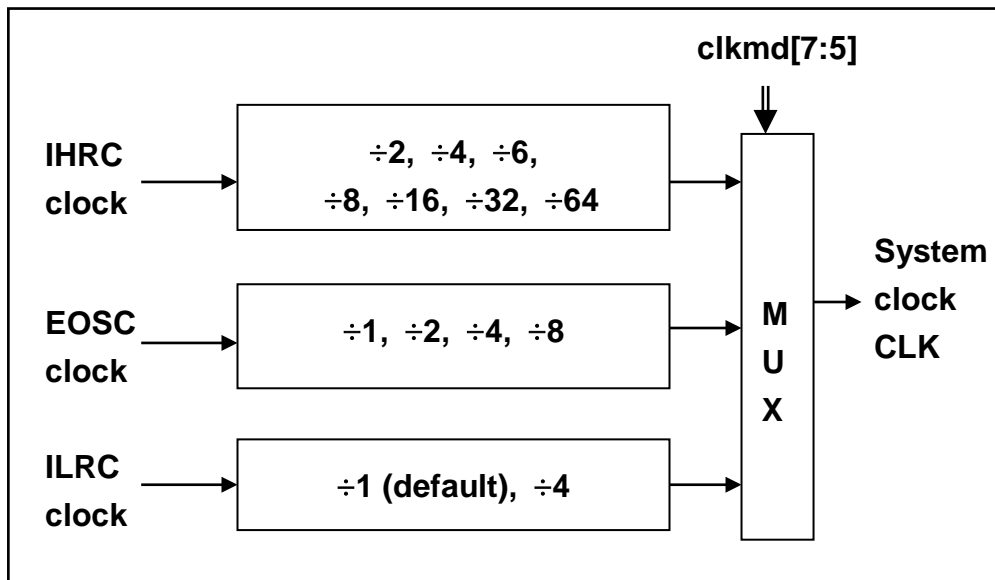 clkmd[7:5]
IHRC
clock
÷2, ÷4, ÷6,
÷8, ÷16, ÷32, ÷64
EOSC
clock
÷1, ÷2, ÷4, ÷8
ILRC
clock
÷1 (default), ÷4
M
U
X
System
clock
CLK